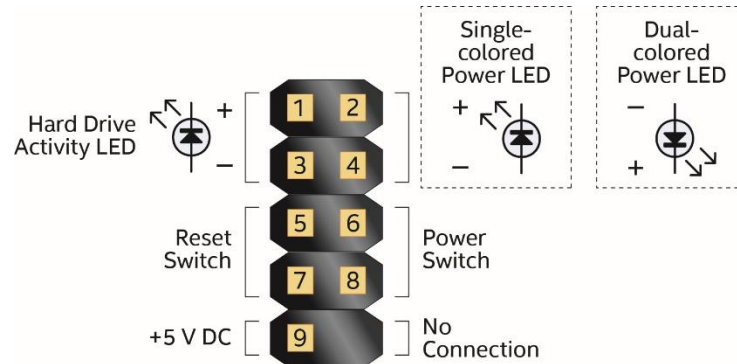 Single-
colored
Power LED
Dual-
colored
Power LED
Hard Drive
Activity LED
+
−
1 2
3 4
+
−
−
+
Reset
Switch
5 6
7 8
Power
Switch
+5 V DC
9
No
Connection